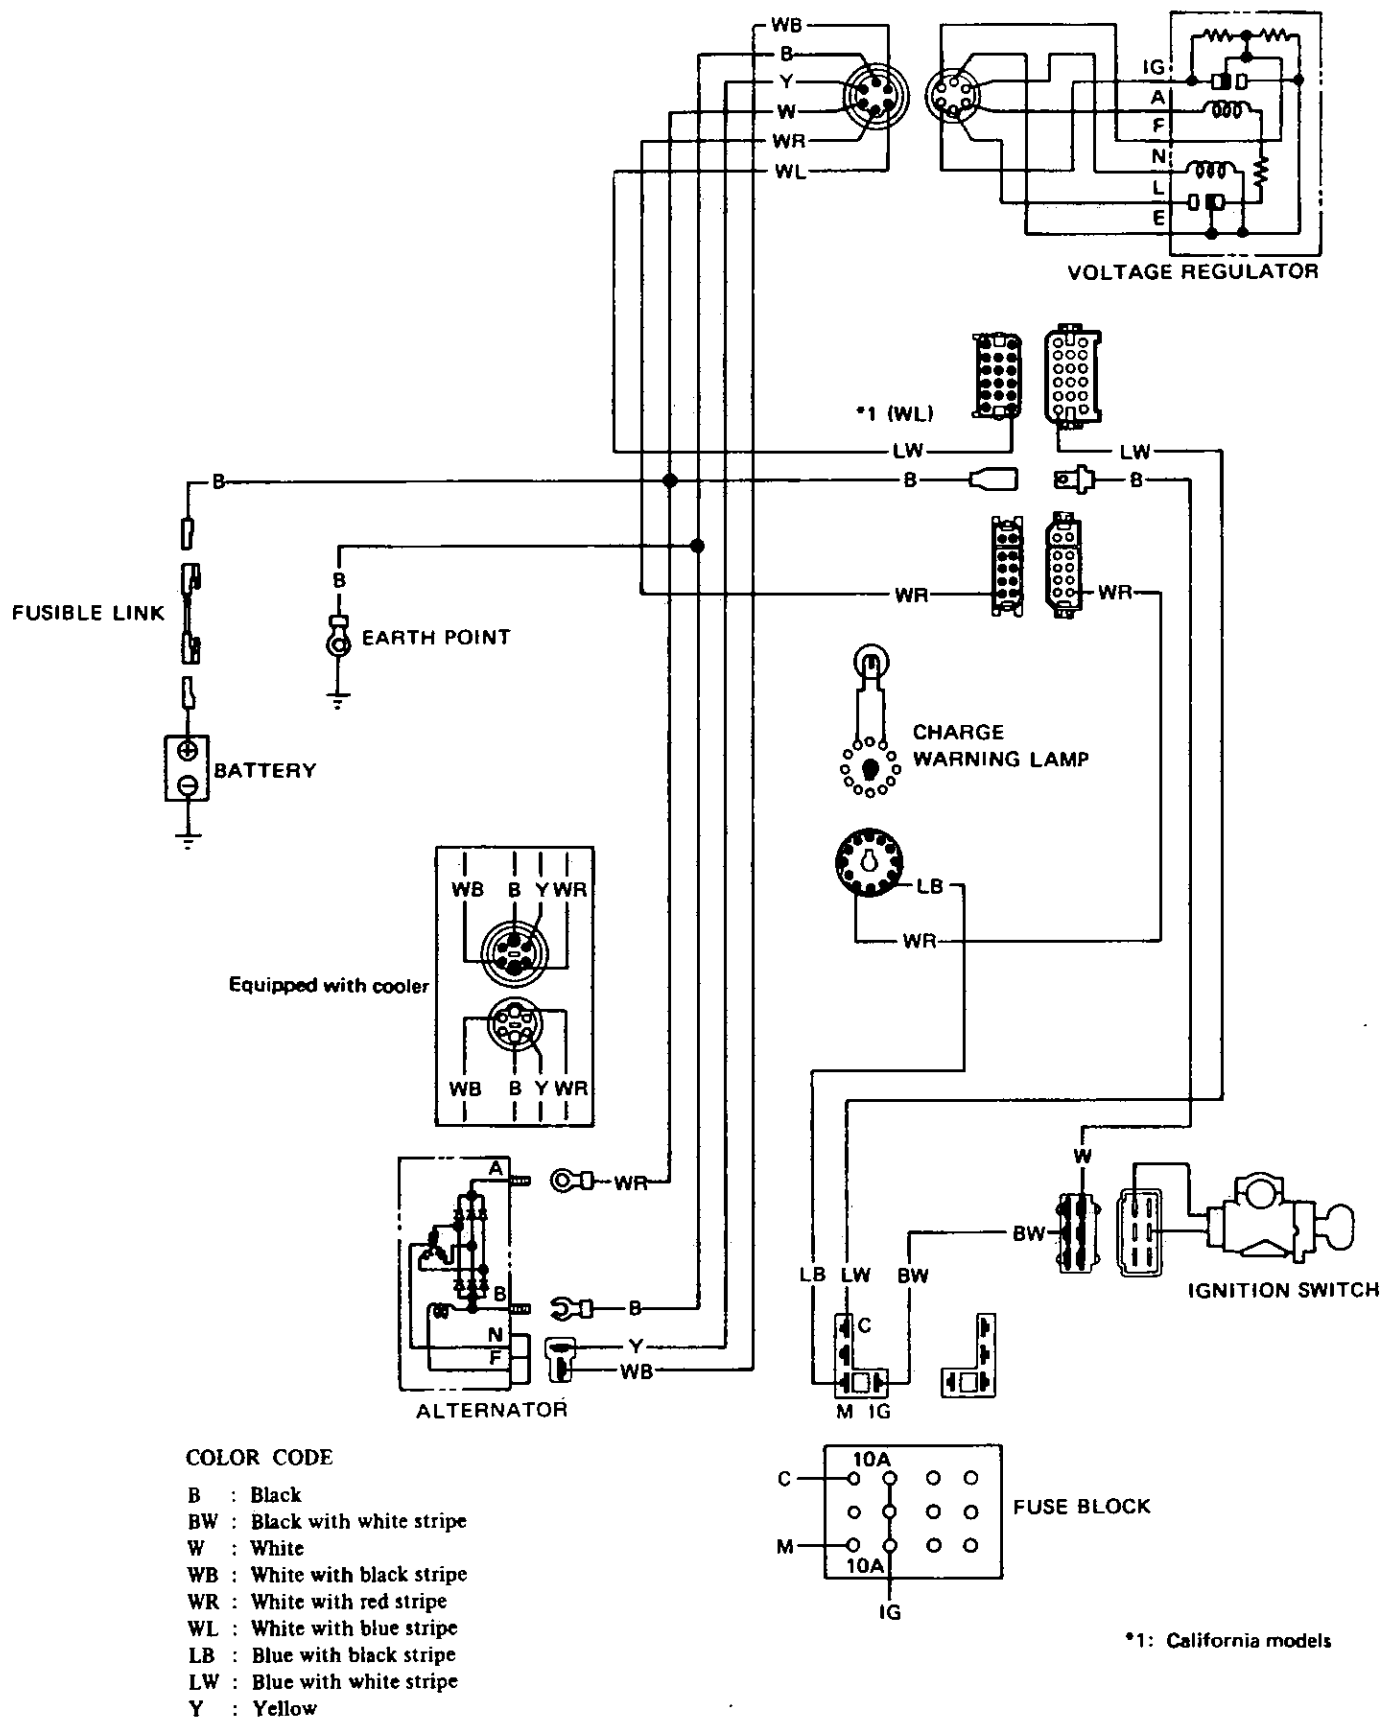 WB
B
Y
W
WR
WL
IG
A
F
N
L
E
VOLTAGE REGULATOR
*1 (WL)
LW
LW
B
B
B
B
FUSIBLE LINK
EARTH POINT
WR
WR
BATTERY
CHARGE
WARNING LAMP
WB B Y WR
LB
WR
Equipped with cooler
WB B Y WR
W
A
WR
BW
LB LW BW
IGNITION SWITCH
B
B
C
N
Y
F
WB
ALTERNATOR
M IG
COLOR CODE
B : Black
BW : Black with white stripe
W : White
WB : White with black stripe
WR : White with red stripe
WL : White with blue stripe
LB : Blue with black stripe
LW : Blue with white stripe
Y : Yellow
10A
C
FUSE BLOCK
M
10A
IG
*1: California models